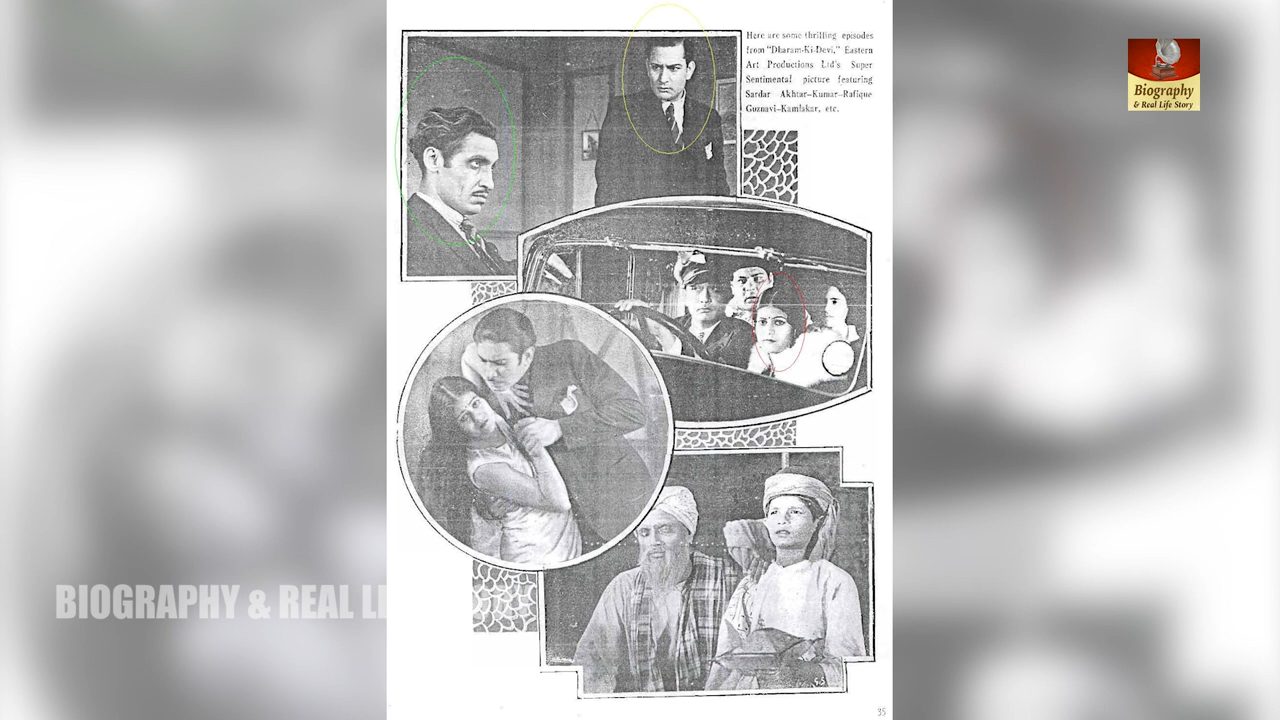 Here are some thrilling episodes
from "Dharam-Ki-Devi," Eastern
Art Productions Ltd's Super
Sentimental picture featuring
Sardar Akhtar-Kumar-Rafique
Guznavi-Kamlakar, etc.
Biography
& Real Life Story
BIOGRAPHY & REAL LI
35